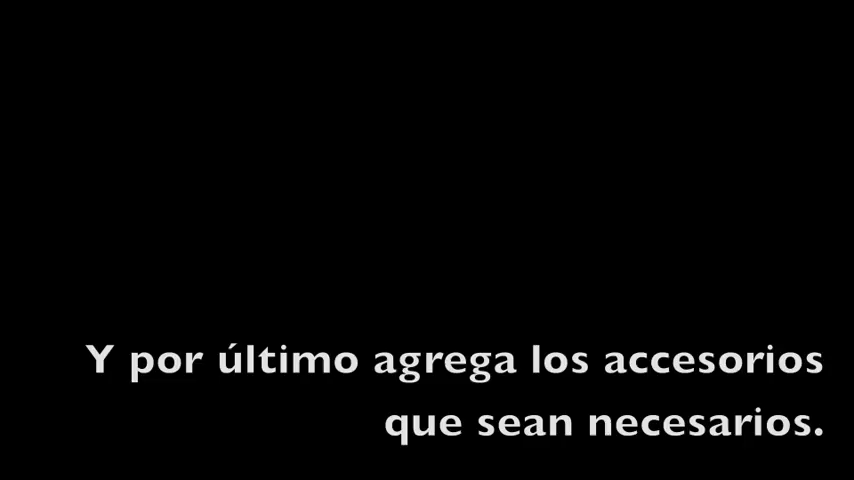 Y por último agrega los accesorios
que sean necesarios.